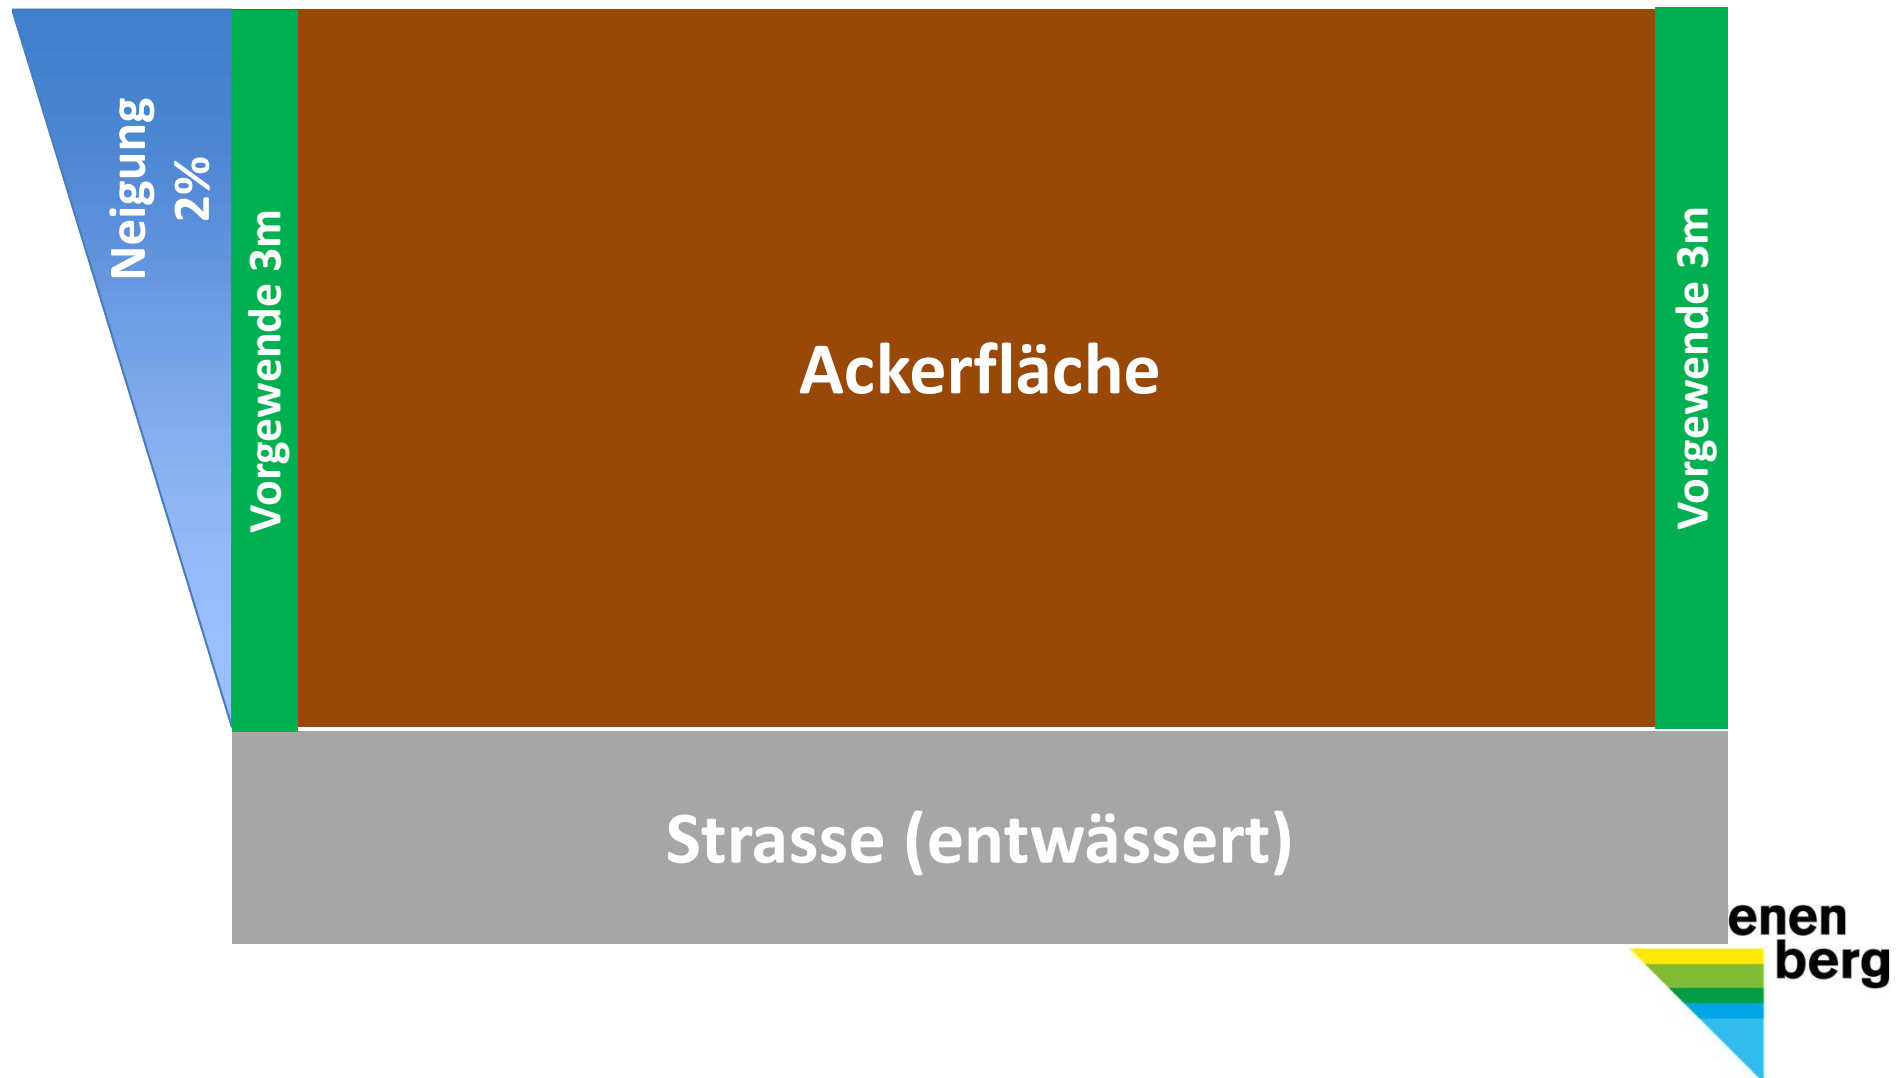 Neigung
2%
Vorgewende 3m
Ackerfläche
Vorgewende 3m
Strasse (entwässert)
enen
berg